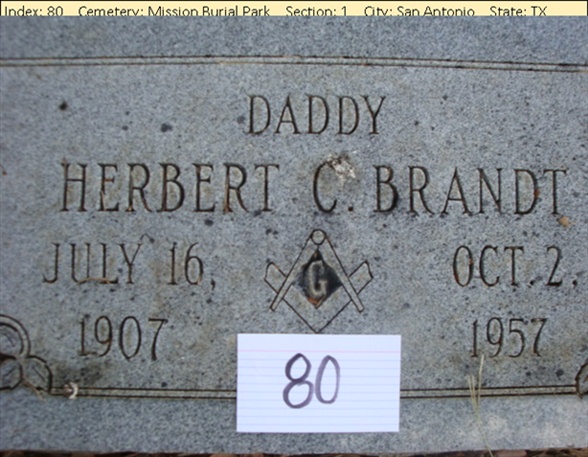 Index: 80 Cemetery: Mission Burial Park Section: 1 City: San Antonio State: TX
DADDY
HERBERT C. BRANDT
JULY 16, OCT. 2,
G
1907 1957
80